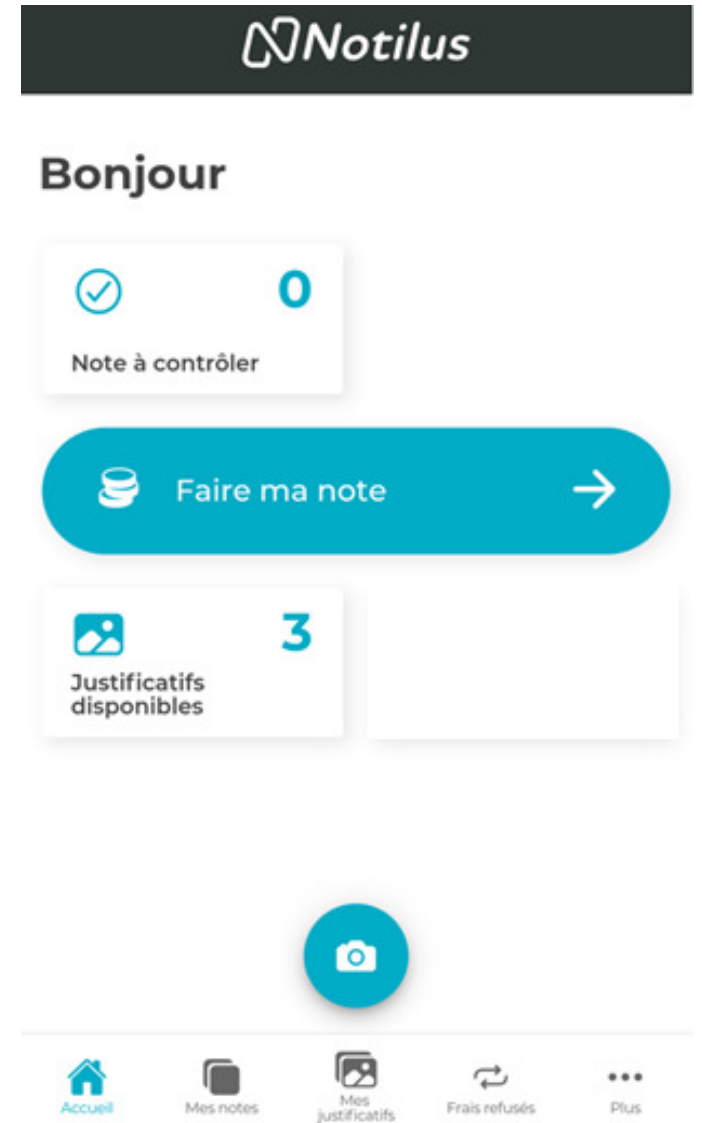 Notilus
Bonjour
0
Note à contrôler
Faire ma note
3
Justificatifs
disponibles
Accueil
Mes notes
Mes
justificatifs
Frais refusés
Plus